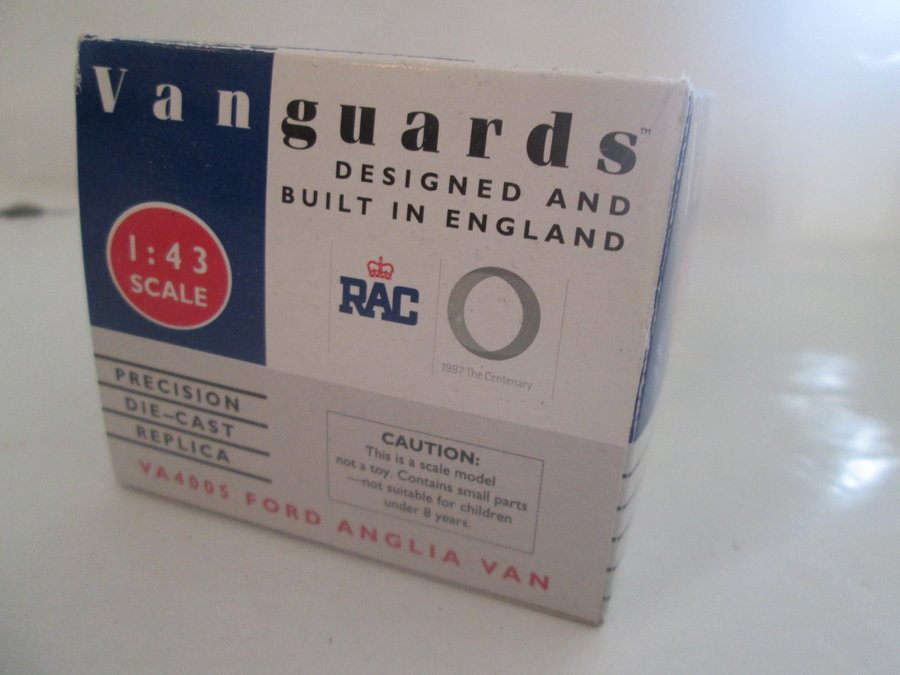 Vanguards™
DESIGNED AND
BUILT IN ENGLAND
1:43
SCALE
RAC
1997 The Centenary
PRECISION
DIE-CAST
REPLICA
CAUTION:
This is a scale model
not a toy. Contains small parts
—not suitable for children
under 8 years.
VA4005 FORD ANGLIA VAN